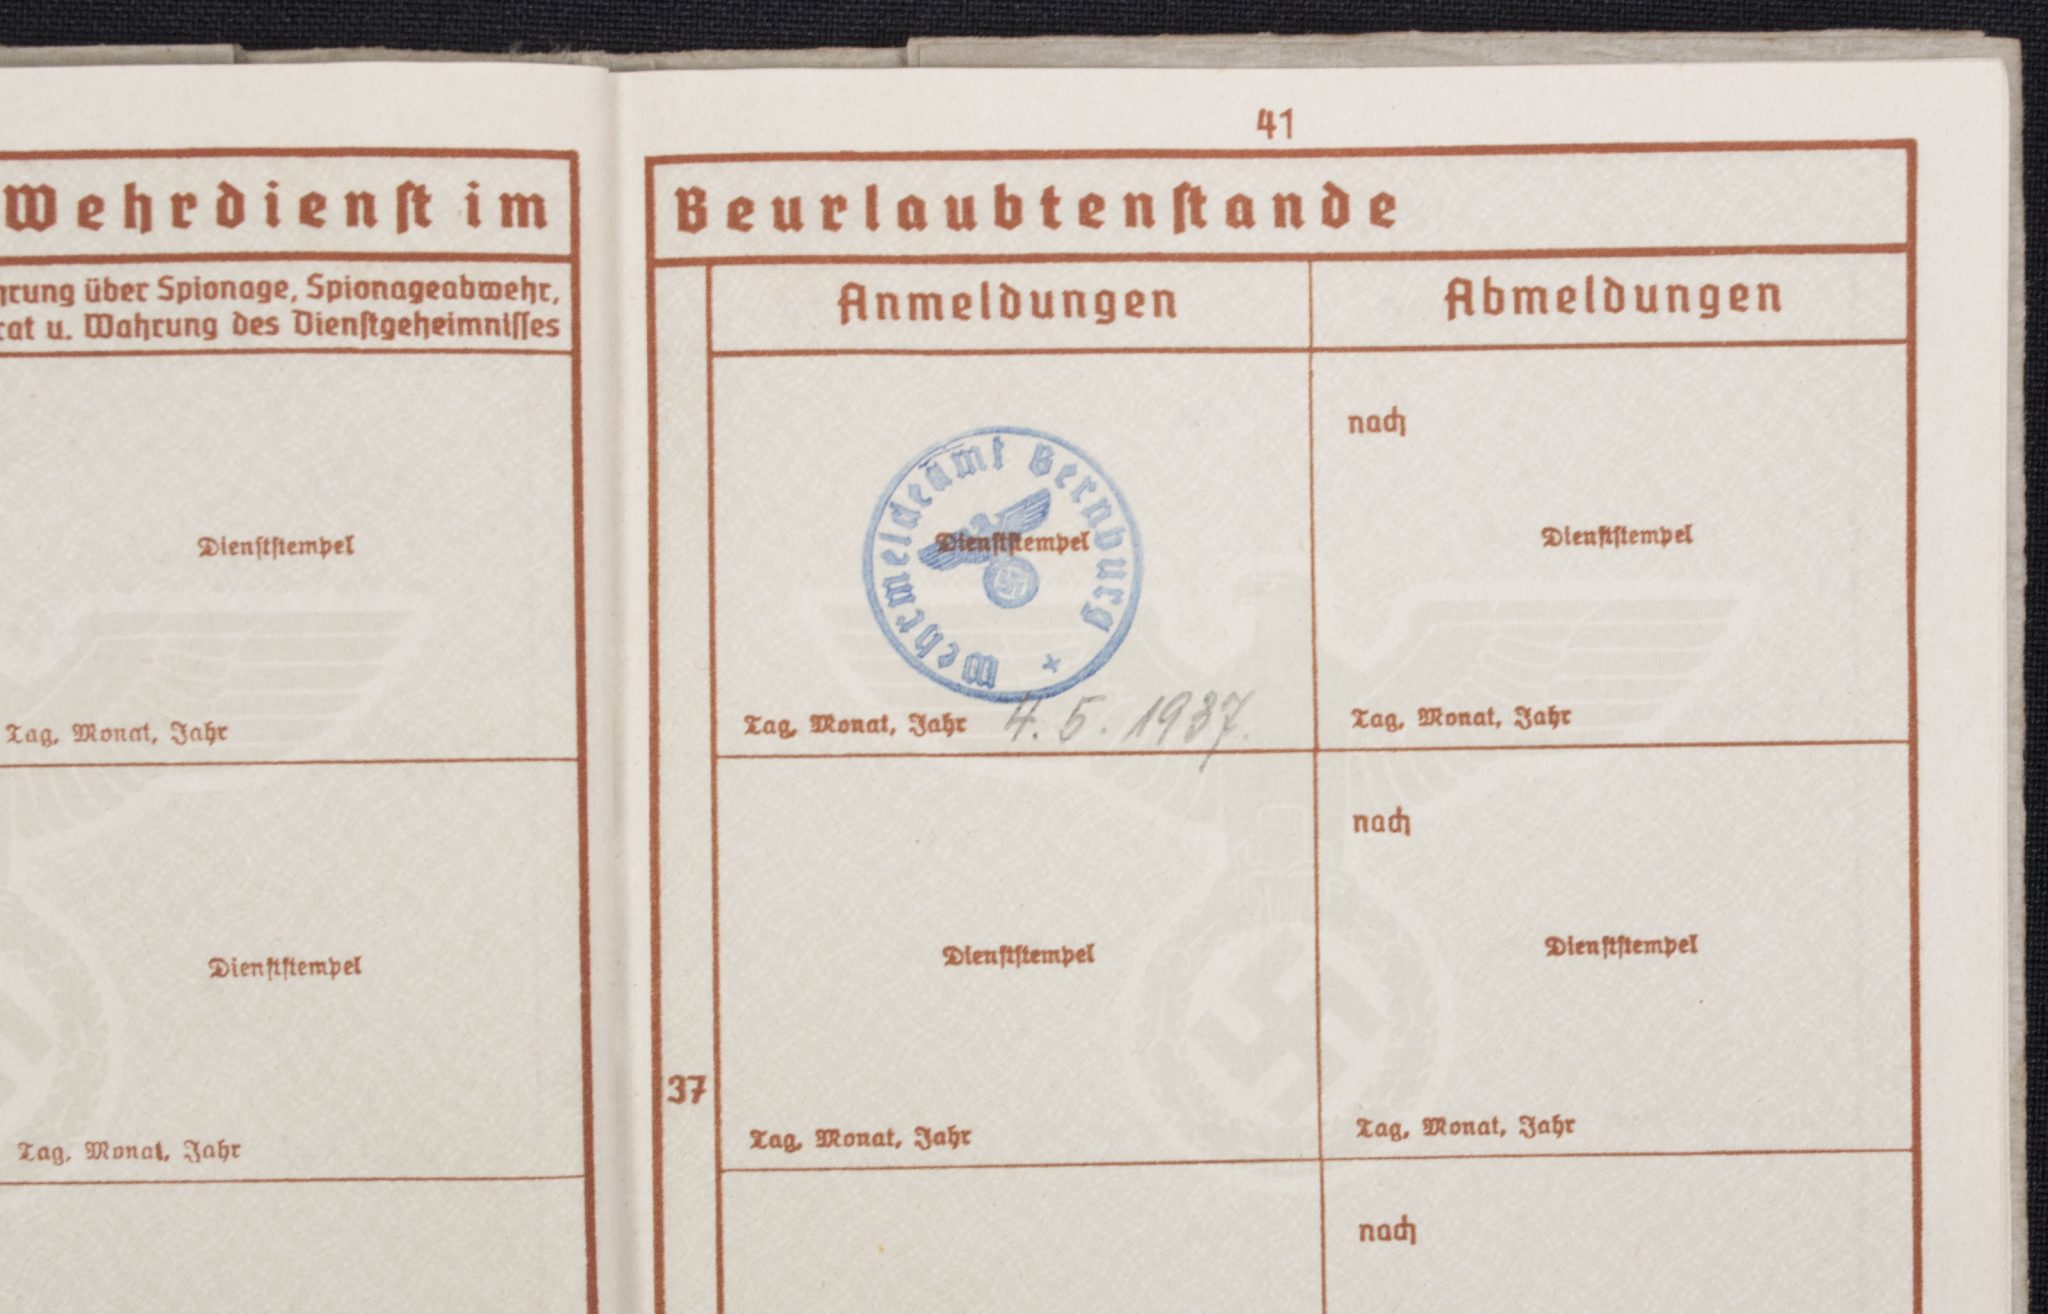 Wehrdienst im
rung über Spionage, Spionageabwehr,
rat u. Wahrung des Dienstgeheimnisses
Dienststempel
Tag, Monat, Jahr
Dienststempel
Tag, Monat, Jahr
41
Beurlaubtenstande
Anmeldungen
Abmeldungen
Wehrmeldeamt Bernburg
Dienststempel
Tag, Monat, Jahr 4. 5. 1937.
nach
Dienststempel
Tag, Monat, Jahr
37
Dienststempel
Tag, Monat, Jahr
nach
Dienststempel
Tag, Monat, Jahr
nach